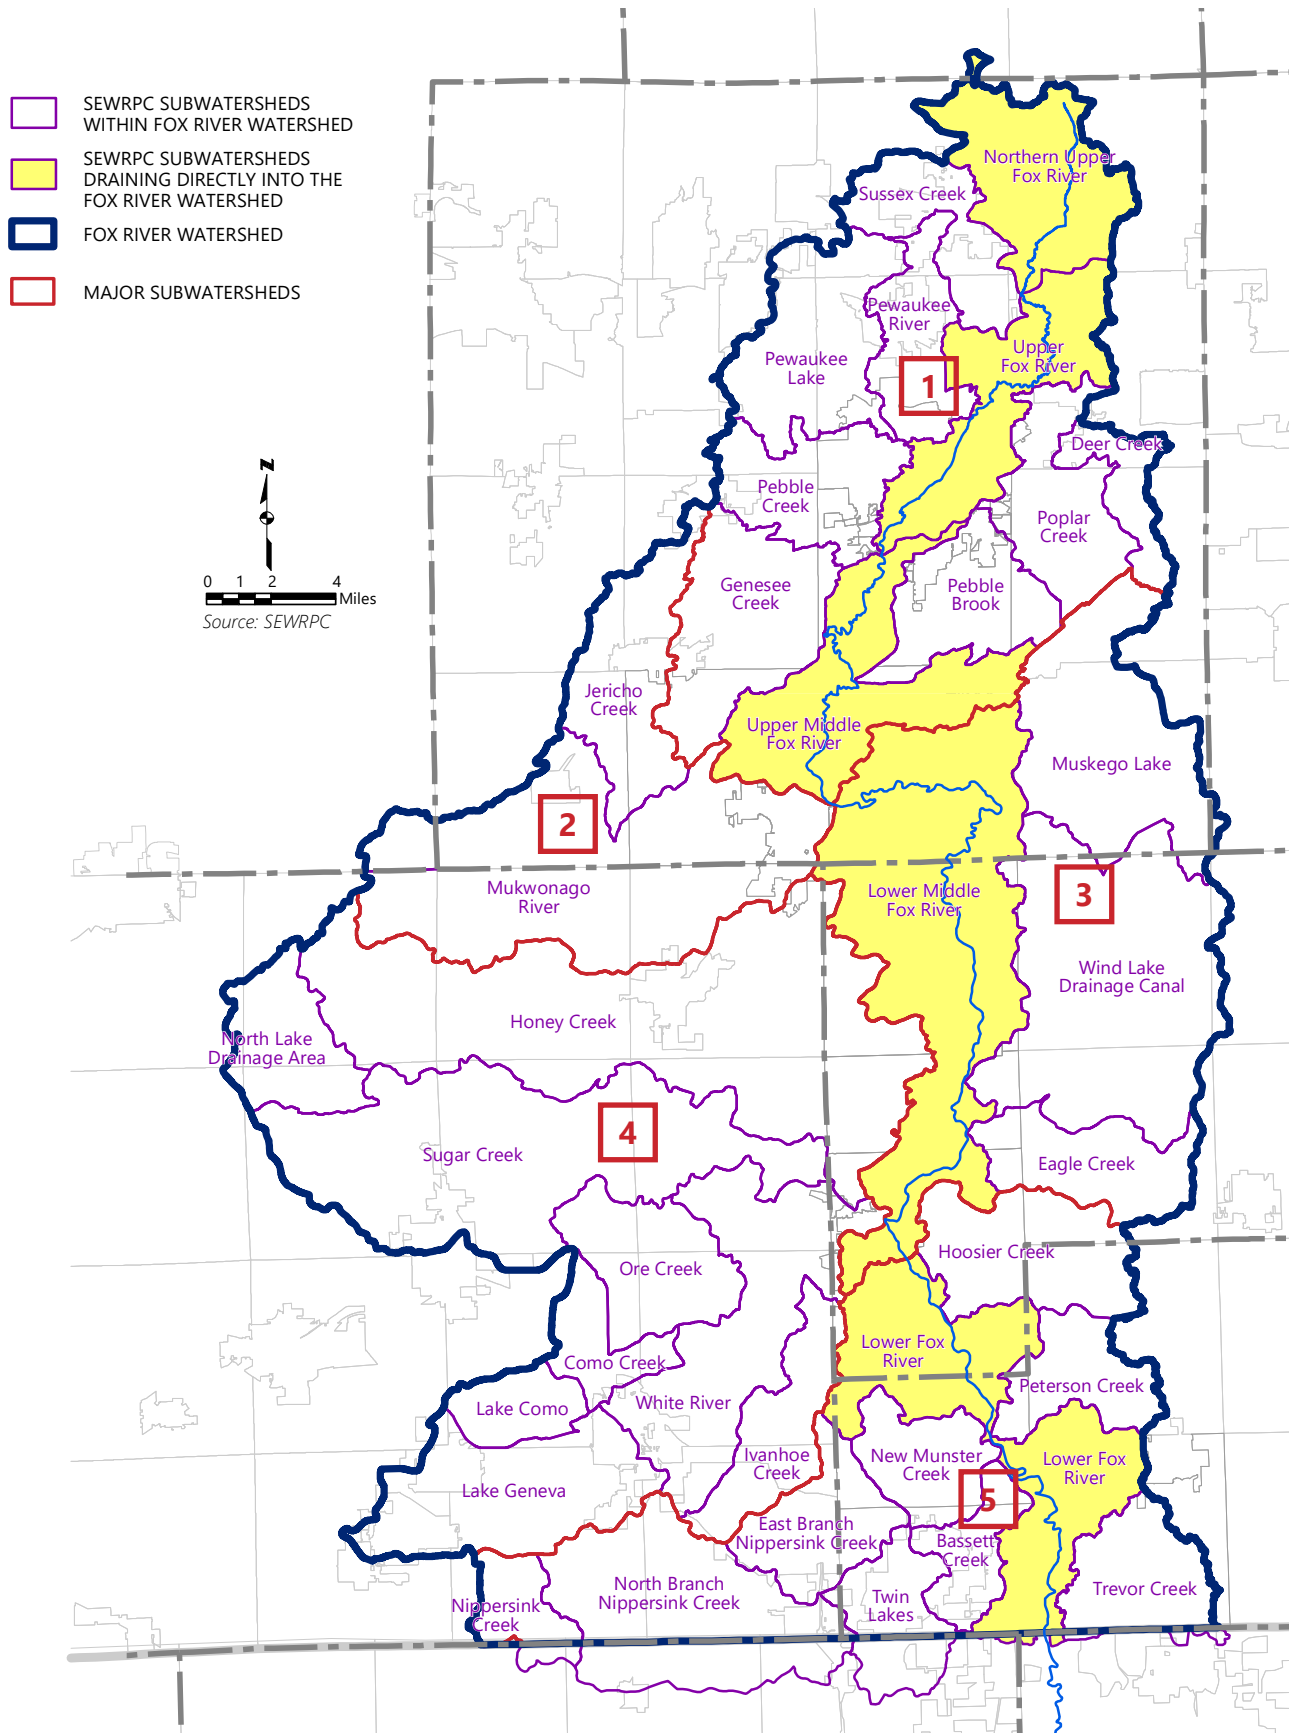 SEWRPC SUBWATERSHEDS
WITHIN FOX RIVER WATERSHED
SEWRPC SUBWATERSHEDS
DRAINING DIRECTLY INTO THE
FOX RIVER WATERSHED
FOX RIVER WATERSHED
MAJOR SUBWATERSHEDS
N
0 1 2 4
Miles
Source: SEWRPC
Northern Upper
Fox River
Sussex Creek
Pewaukee
River
Upper
Fox River
Pewaukee
Lake
1
Deer Creek
Pebble
Creek
Poplar
Creek
Genesee
Creek
Pebble
Brook
Jericho
Creek
Upper Middle
Fox River
Muskego Lake
2
Mukwonago
River
Lower Middle
Fox River
3
Wind Lake
Drainage Canal
Honey Creek
North Lake
Drainage Area
4
Sugar Creek
Eagle Creek
Hoosier Creek
Ore Creek
Lower Fox
River
Como Creek
Peterson Creek
White River
Lake Como
Ivanhoe
Creek
New Munster
Creek
Lower Fox
River
Lake Geneva
5
East Branch
Nippersink Creek
Bassett
Creek
North Branch
Nippersink Creek
Twin
Lakes
Trevor Creek
Nippersink
Creek